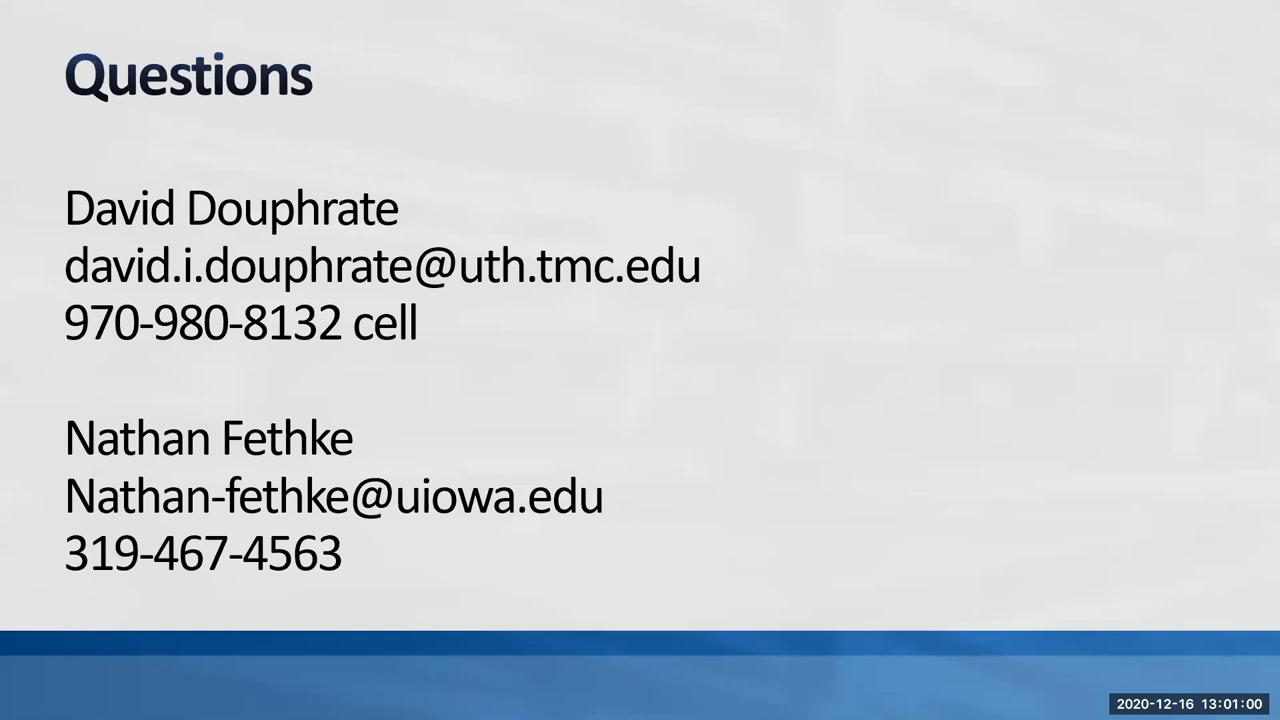 Questions
David Douphrate
david.i.douphrate@uth.tmc.edu
970-980-8132 cell
Nathan Fethke
Nathan-fethke@uiowa.edu
319-467-4563
2020-12-16 13:01:00